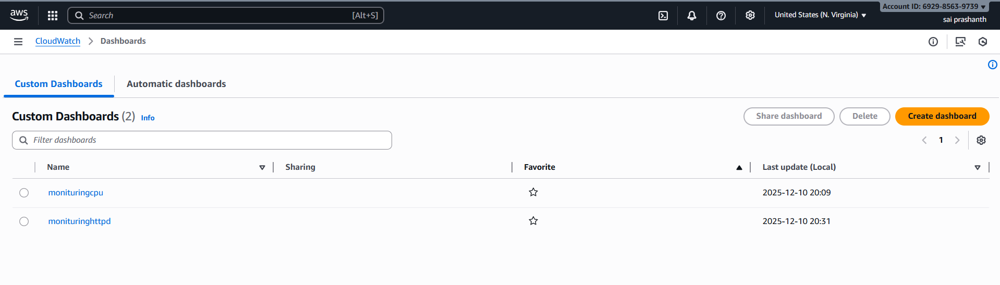 aws
Search [Alt+S]
United States (N. Virginia)
Account ID: 6929-8563-9739
sai prashanth
CloudWatch Dashboards
Custom Dashboards Automatic dashboards
Custom Dashboards (2) Info
Share dashboard Delete Create dashboard
Filter dashboards
1
Name Sharing Favorite Last update (Local)
monituringcpu 2025-12-10 20:09
monituringhttpd 2025-12-10 20:31